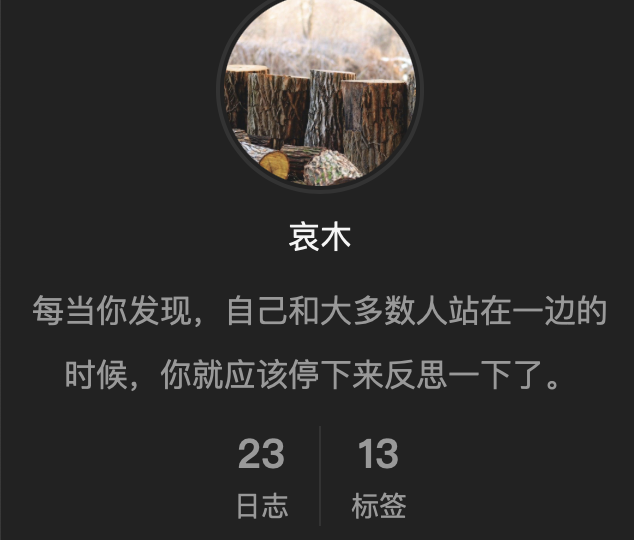 哀木
每当你发现，自己和大多数人站在一边的
时候，你就应该停下来反思一下了。
23
13
日志
标签